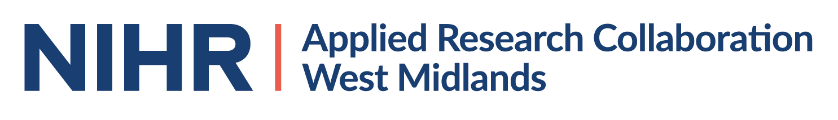 NIHR
Applied Research Collaboration
West Midlands